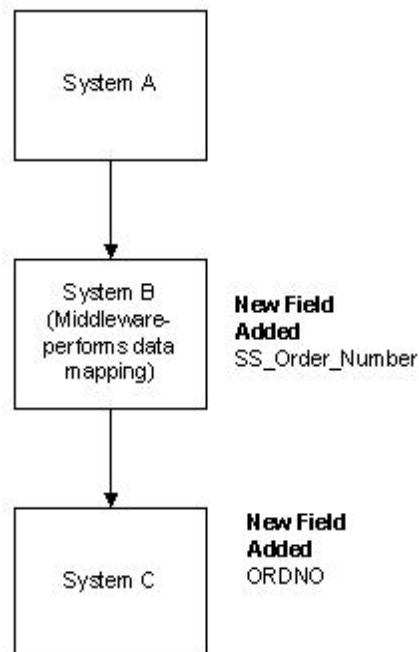 System A
System B
(Middleware-
performs data
mapping)
New Field
Added
SS_Order_Number
New Field
Added
ORDNO
System C